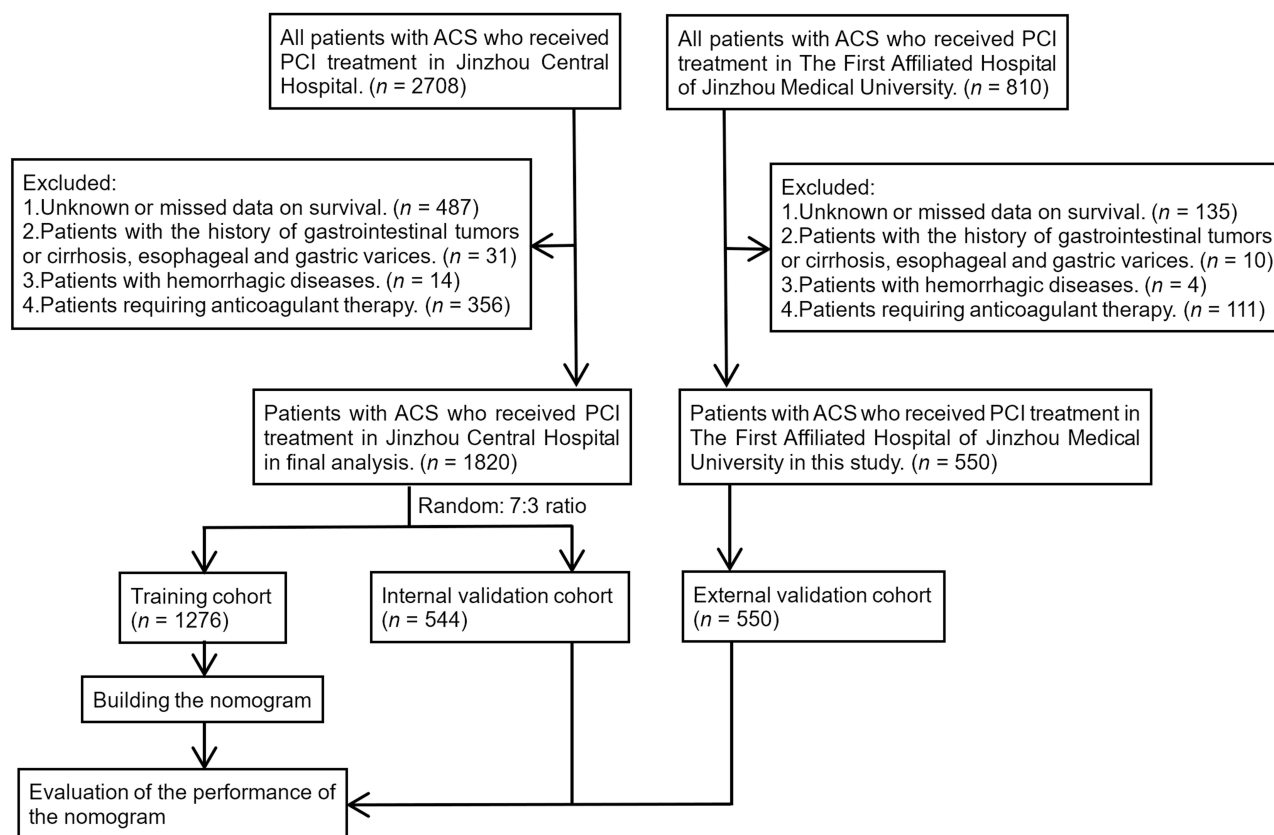 All patients with ACS who received
PCI treatment in Jinzhou Central
Hospital. (n = 2708)
All patients with ACS who received PCI
treatment in The First Affiliated Hospital
of Jinzhou Medical University. (n = 810)
Excluded:
1.Unknown or missed data on survival. (n = 487)
2.Patients with the history of gastrointestinal tumors
or cirrhosis, esophageal and gastric varices. (n = 31)
3.Patients with hemorrhagic diseases. (n = 14)
4.Patients requiring anticoagulant therapy. (n = 356)
Excluded:
1.Unknown or missed data on survival. (n = 135)
2.Patients with the history of gastrointestinal tumors
or cirrhosis, esophageal and gastric varices. (n = 10)
3.Patients with hemorrhagic diseases. (n = 4)
4.Patients requiring anticoagulant therapy. (n = 111)
Patients with ACS who received PCI
treatment in Jinzhou Central Hospital
in final analysis. (n = 1820)
Patients with ACS who received PCI treatment in
The First Affiliated Hospital of Jinzhou Medical
University in this study. (n = 550)
Random: 7:3 ratio
Training cohort
(n = 1276)
Internal validation cohort
(n = 544)
External validation cohort
(n = 550)
Building the nomogram
Evaluation of the performance of
the nomogram